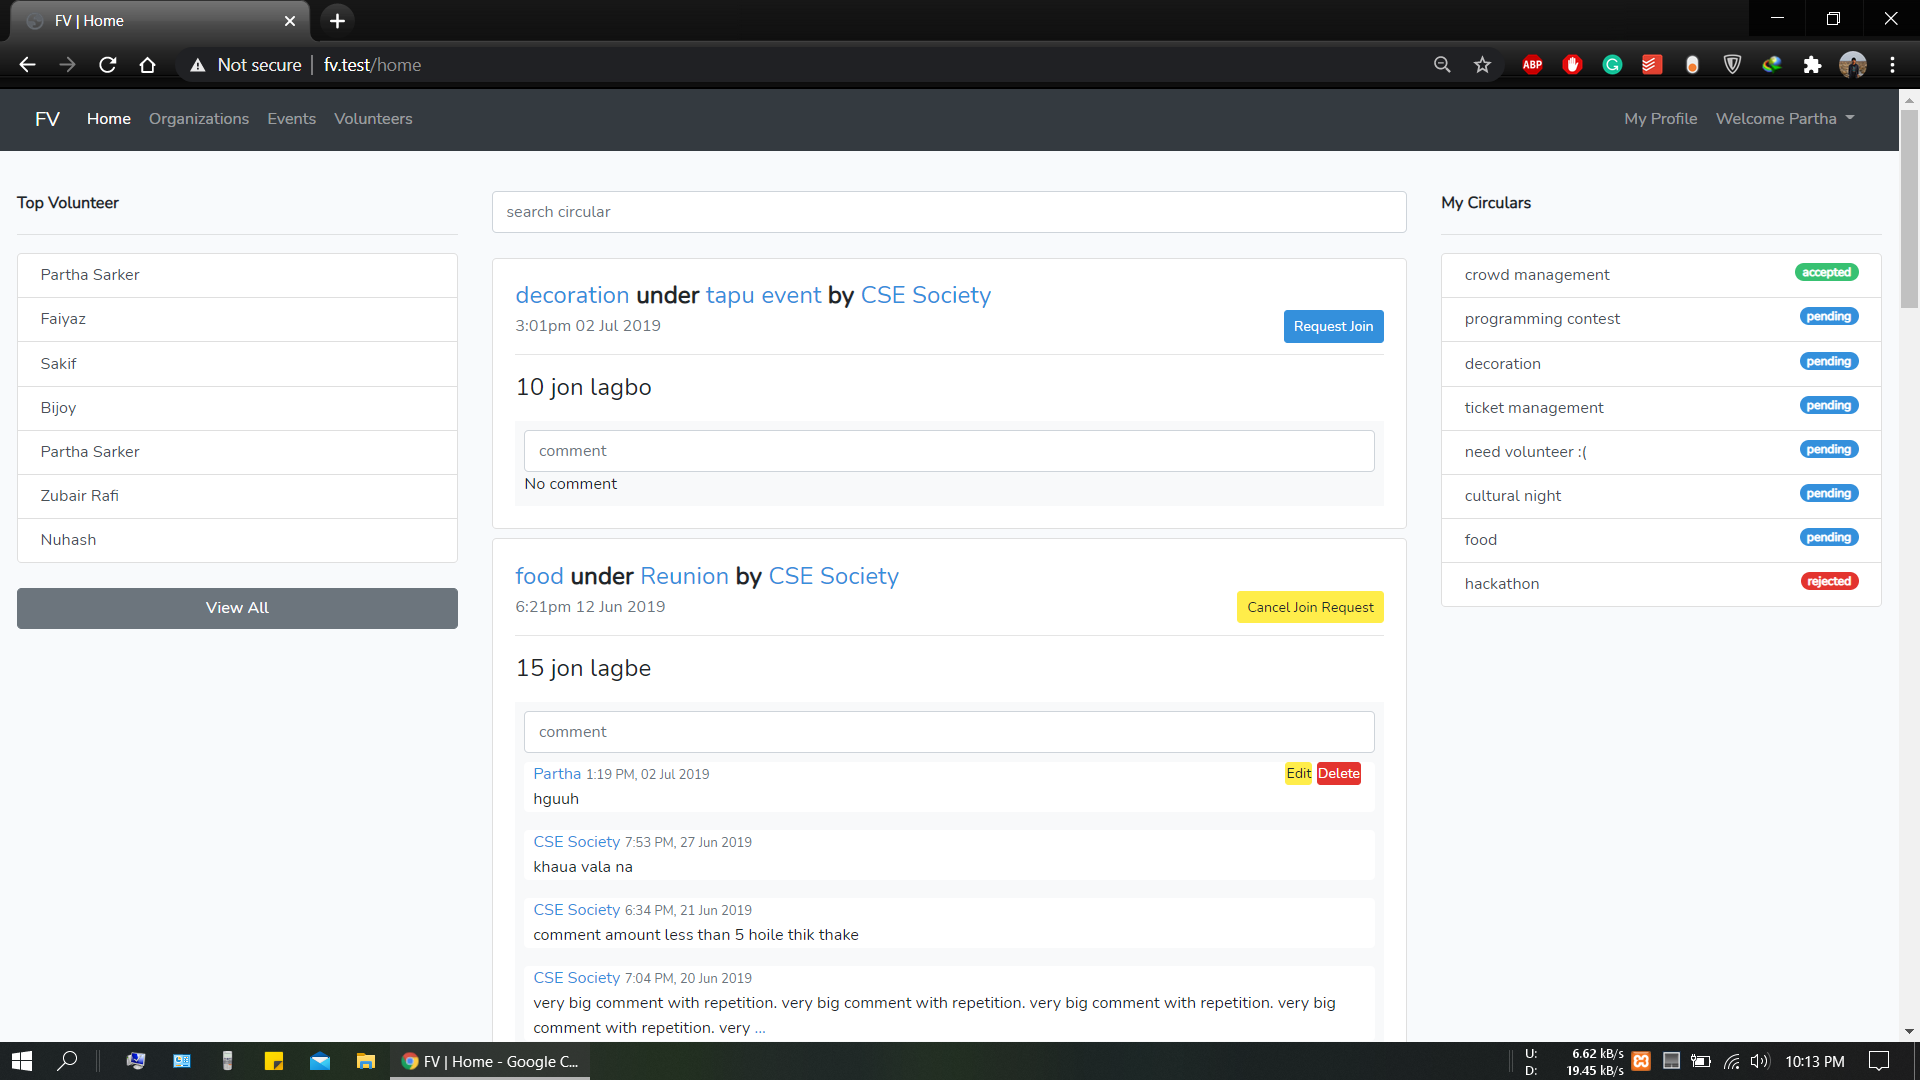 FV | Home
Not secure | fv.test/home
ABP
FV Home Organizations Events Volunteers My Profile Welcome Partha
Top Volunteer
Partha Sarker
Faiyaz
Sakif
Bijoy
Partha Sarker
Zubair Rafi
Nuhash
View All
search circular
decoration under tapu event by CSE Society
3:01pm 02 Jul 2019
Request Join
10 jon lagbo
comment
No comment
food under Reunion by CSE Society
6:21pm 12 Jun 2019
Cancel Join Request
15 jon lagbe
comment
Partha 1:19 PM, 02 Jul 2019
Edit Delete
hguuh
CSE Society 7:53 PM, 27 Jun 2019
khaua vala na
CSE Society 6:34 PM, 21 Jun 2019
comment amount less than 5 hoile thik thake
CSE Society 7:04 PM, 20 Jun 2019
very big comment with repetition. very big comment with repetition. very big comment with repetition. very big
comment with repetition. very ...
My Circulars
crowd management accepted
programming contest pending
decoration pending
ticket management pending
need volunteer :( pending
cultural night pending
food pending
hackathon rejected
FV | Home - Google C...
U: 6.62 kB/s
D: 19.45 kB/s
10:13 PM